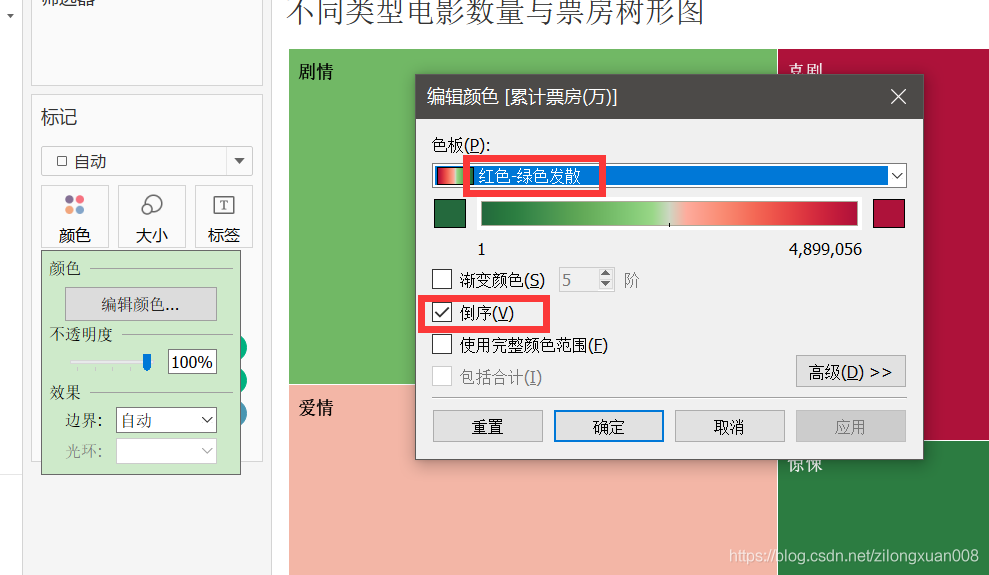 筛选器
不同类型电影数量与票房树形图
标记
自动
颜色
大小
T
标签
颜色
编辑颜色...
不透明度
100%
效果
边界: 自动
光环:
剧情
喜剧
爱情
惊悚
编辑颜色 [累计票房(万)]
色板(P):
红色-绿色发散
1
4,899,056
渐变颜色(S) 5 阶
倒序(V)
使用完整颜色范围(F)
包括合计(I)
高级(D) >>
重置
确定
取消
应用
https://blog.csdn.net/zilongxuan008